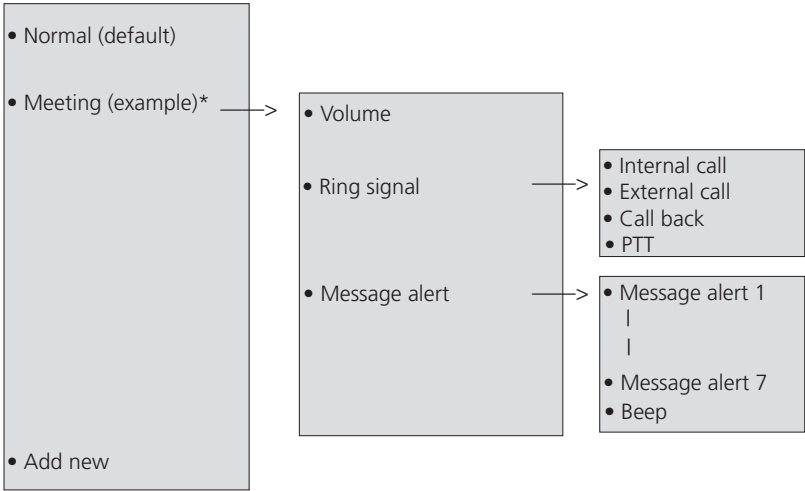 • Normal (default)
• Meeting (example)*
• Add new
• Volume
• Ring signal
• Message alert
• Internal call
• External call
• Call back
• PTT
• Message alert 1
|
|
• Message alert 7
• Beep